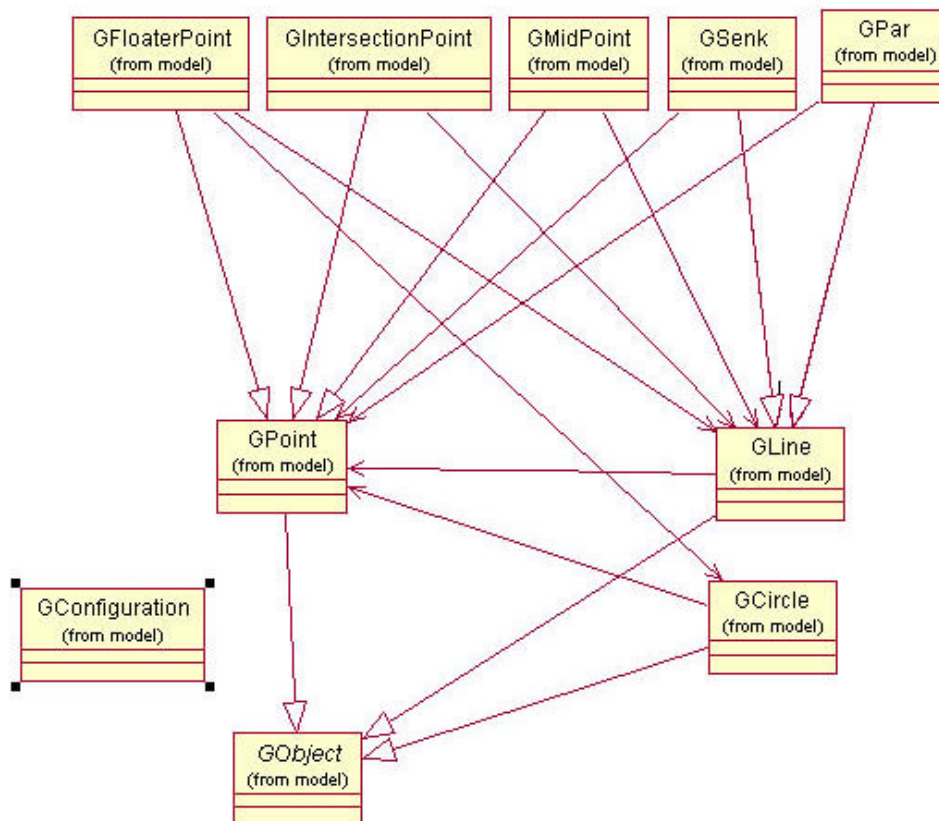 GFloaterPoint
(from model)
GIntersectionPoint
(from model)
GMidPoint
(from model)
GSenk
(from model)
GPar
(from model)
GPoint
(from model)
GLine
(from model)
GConfiguration
(from model)
GCircle
(from model)
GObject
(from model)